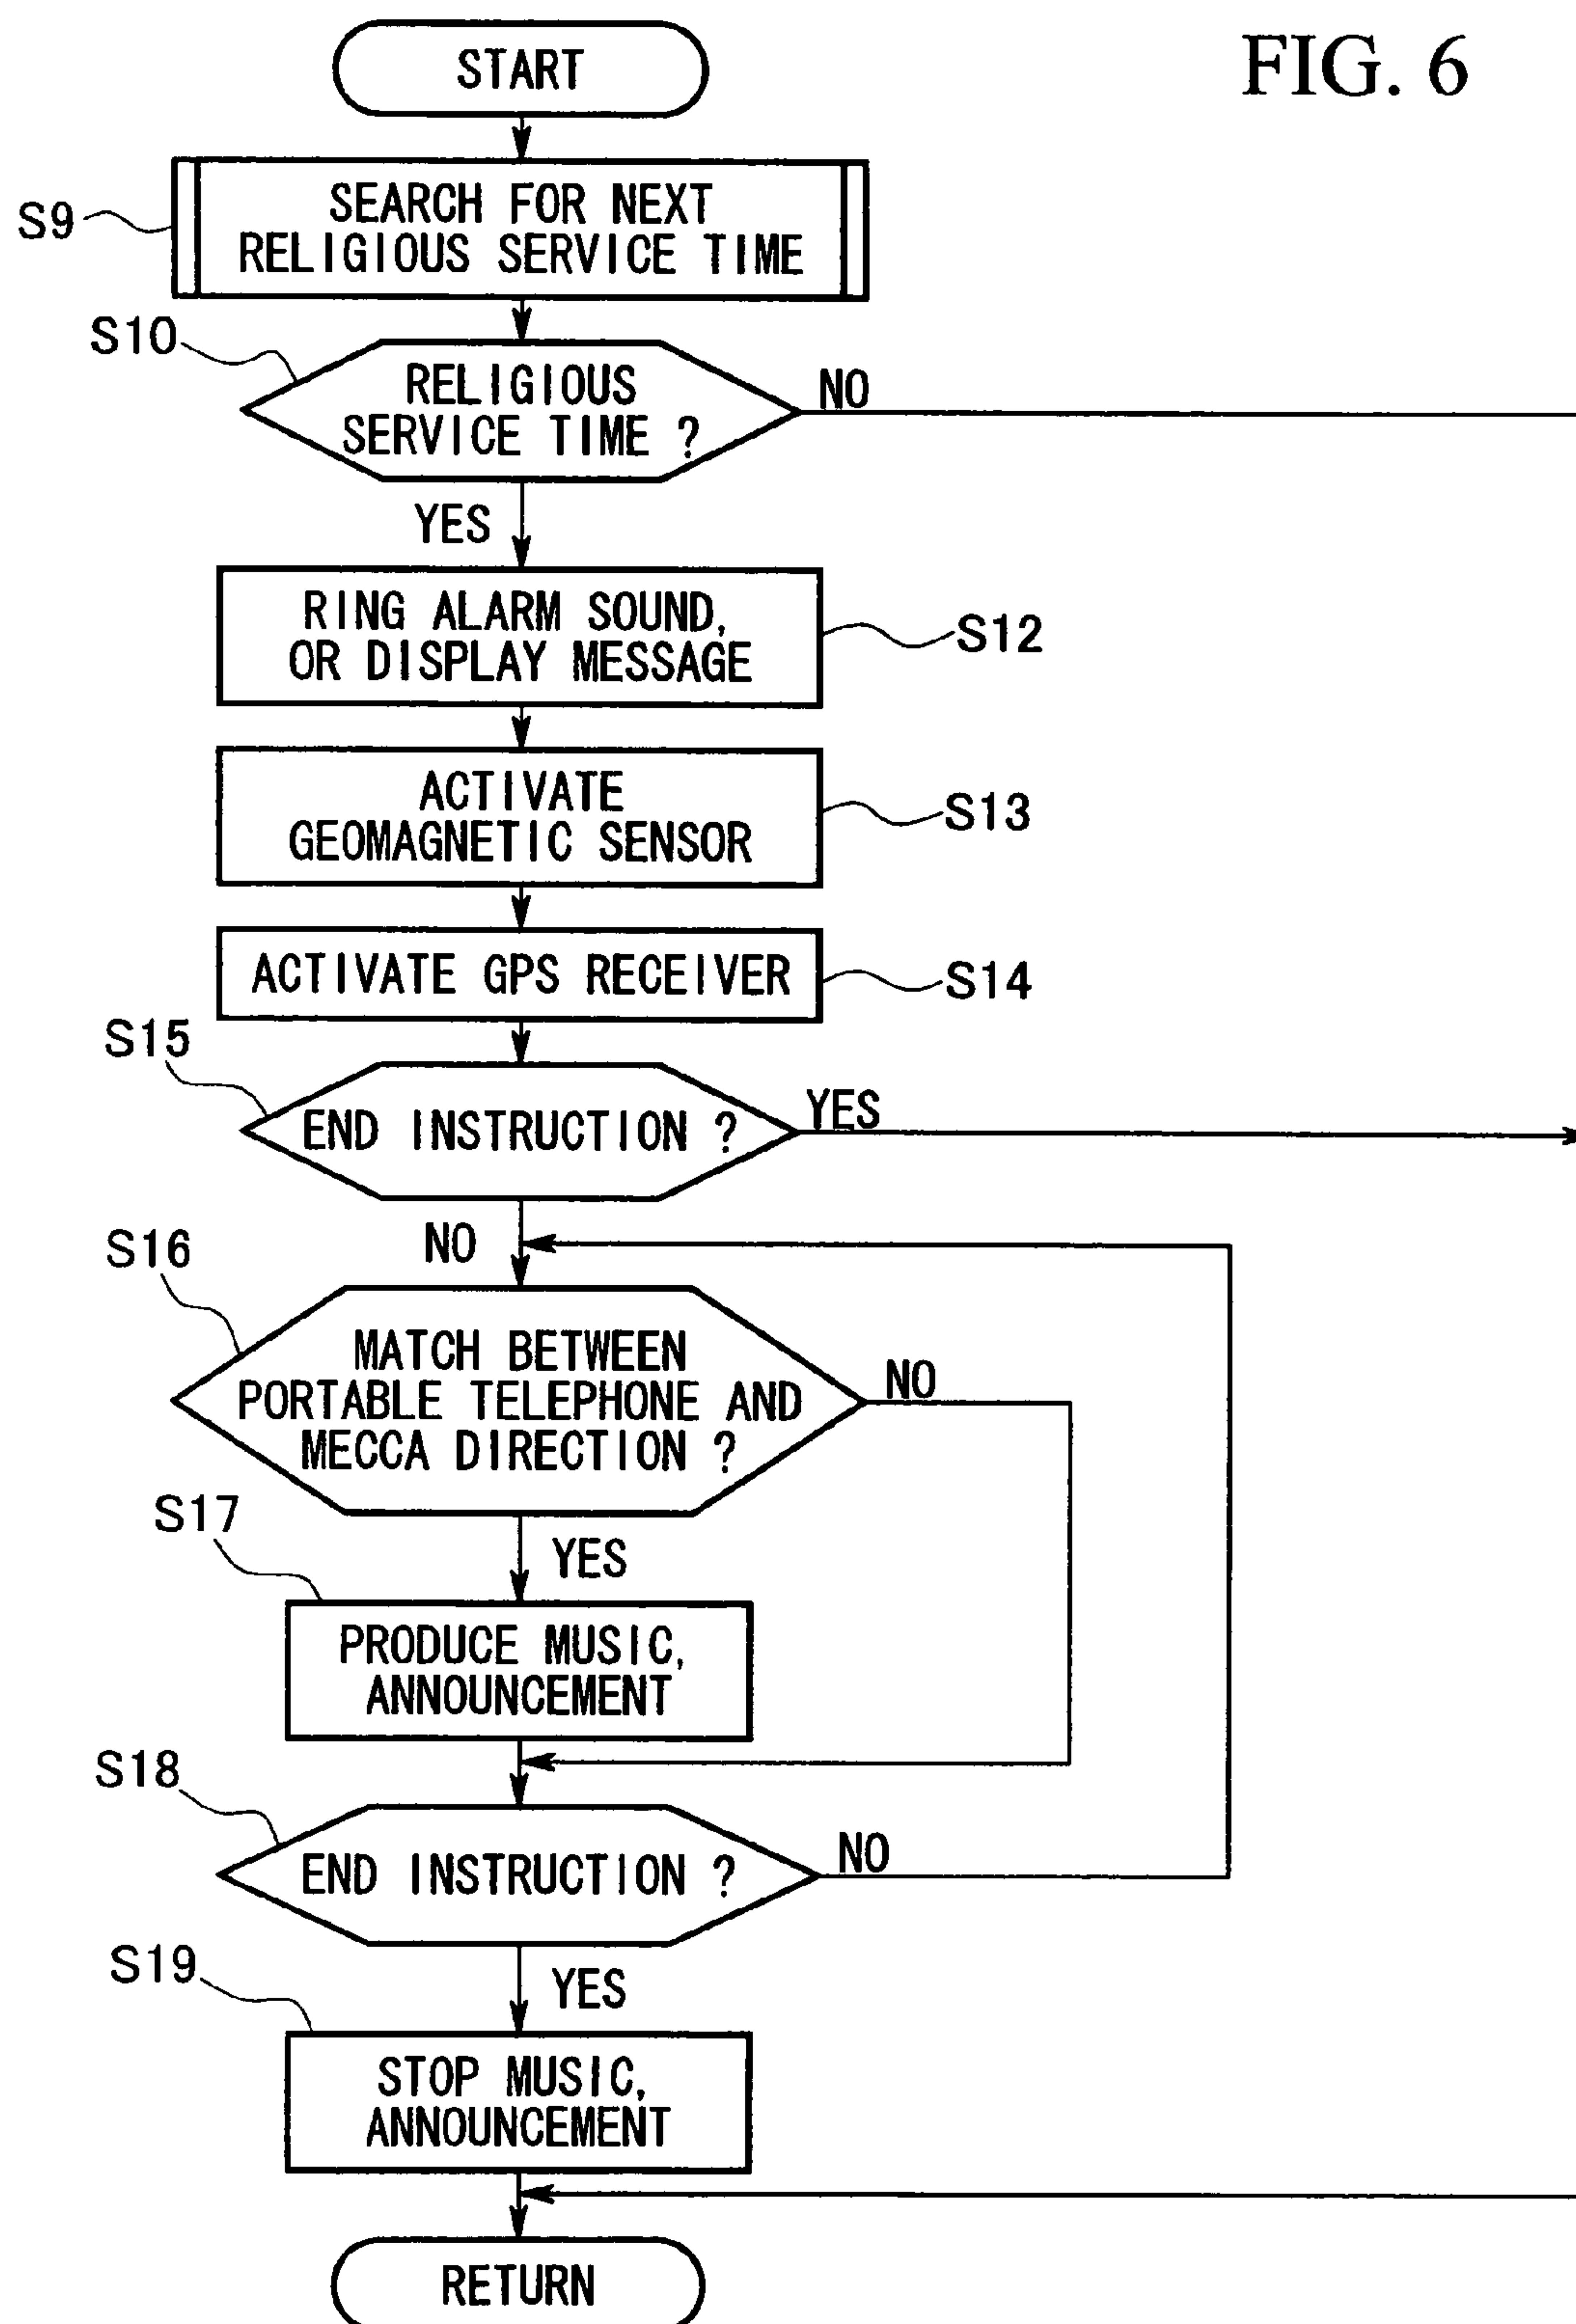 FIG. 6
START
S9
SEARCH FOR NEXT
RELIGIOUS SERVICE TIME
S10
RELIGIOUS
SERVICE TIME ?
NO
YES
RING ALARM SOUND,
OR DISPLAY MESSAGE
S12
ACTIVATE
GEOMAGNETIC SENSOR
S13
ACTIVATE GPS RECEIVER
S14
S15
END INSTRUCTION ?
YES
NO
S16
MATCH BETWEEN
PORTABLE TELEPHONE AND
MECCA DIRECTION ?
NO
YES
S17
PRODUCE MUSIC,
ANNOUNCEMENT
S18
END INSTRUCTION ?
NO
YES
S19
STOP MUSIC,
ANNOUNCEMENT
RETURN